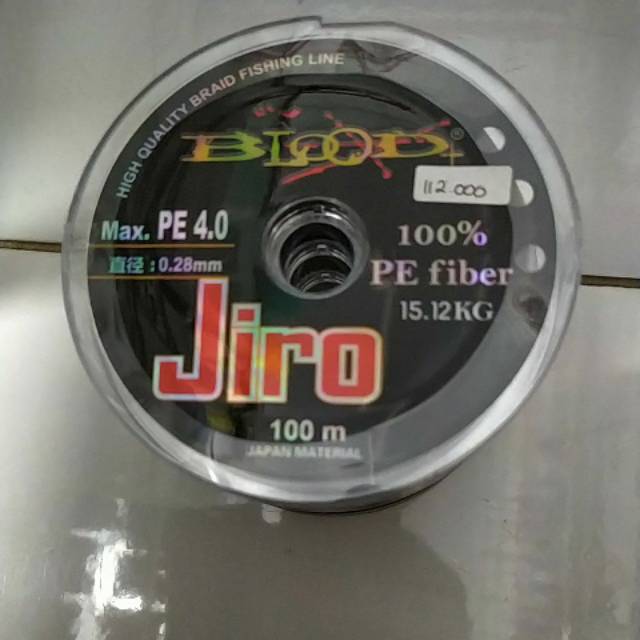 HIGH QUALITY BRAID FISHING LINE
BLOOD®
112.000
Max. PE 4.0
直径 : 0.28mm
100%
PE fiber
15.12KG
Jiro
100 m
JAPAN MATERIAL